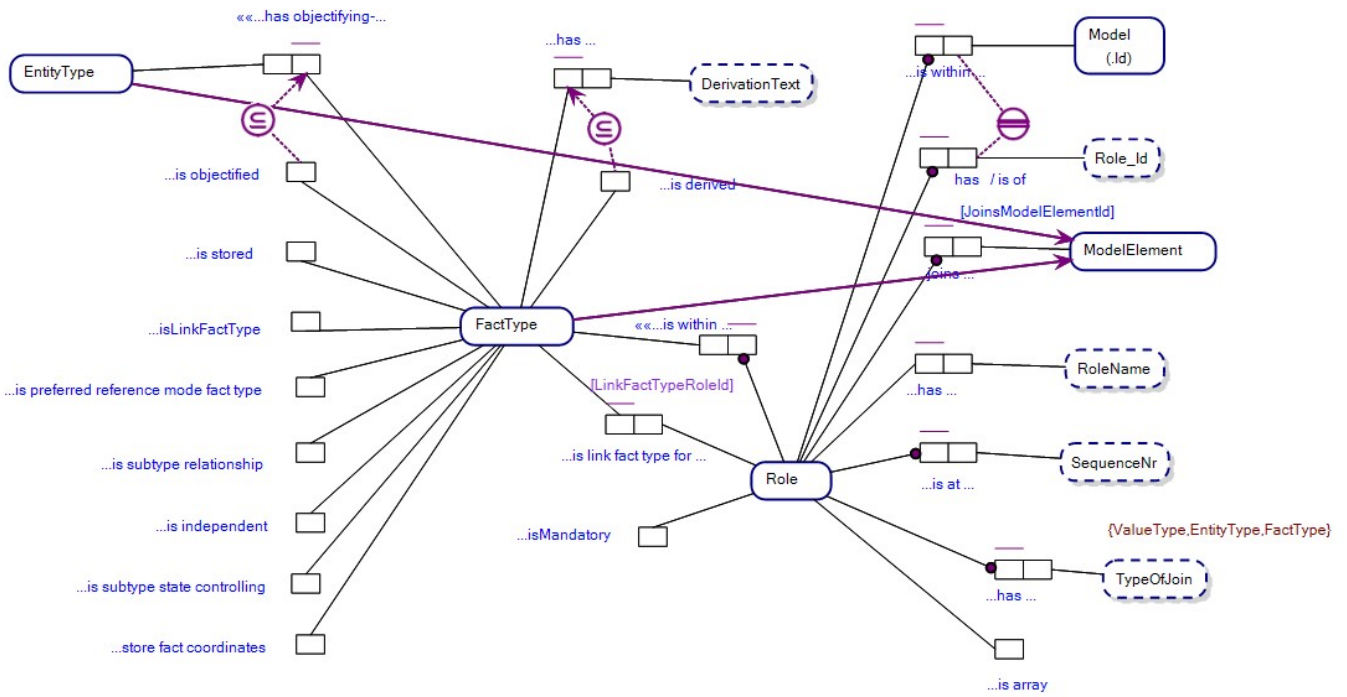 ««...has objectifying-...
EntityType
...has ...
DerivationText
Model
(.Id)
...is within ...
Role_Id
has / is of
...is objectified
...is derived
[JoinsModelElementId]
ModelElement
joins ...
...is stored
...isLinkFactType
FactType
««...is within ...
[LinkFactTypeRoleId]
...is link fact type for ...
...is preferred reference mode fact type
RoleName
...has ...
...is subtype relationship
Role
SequenceNr
...is at ...
...is independent
...isMandatory
{ValueType,EntityType,FactType}
TypeOfJoin
...has ...
...is subtype state controlling
...store fact coordinates
...is array